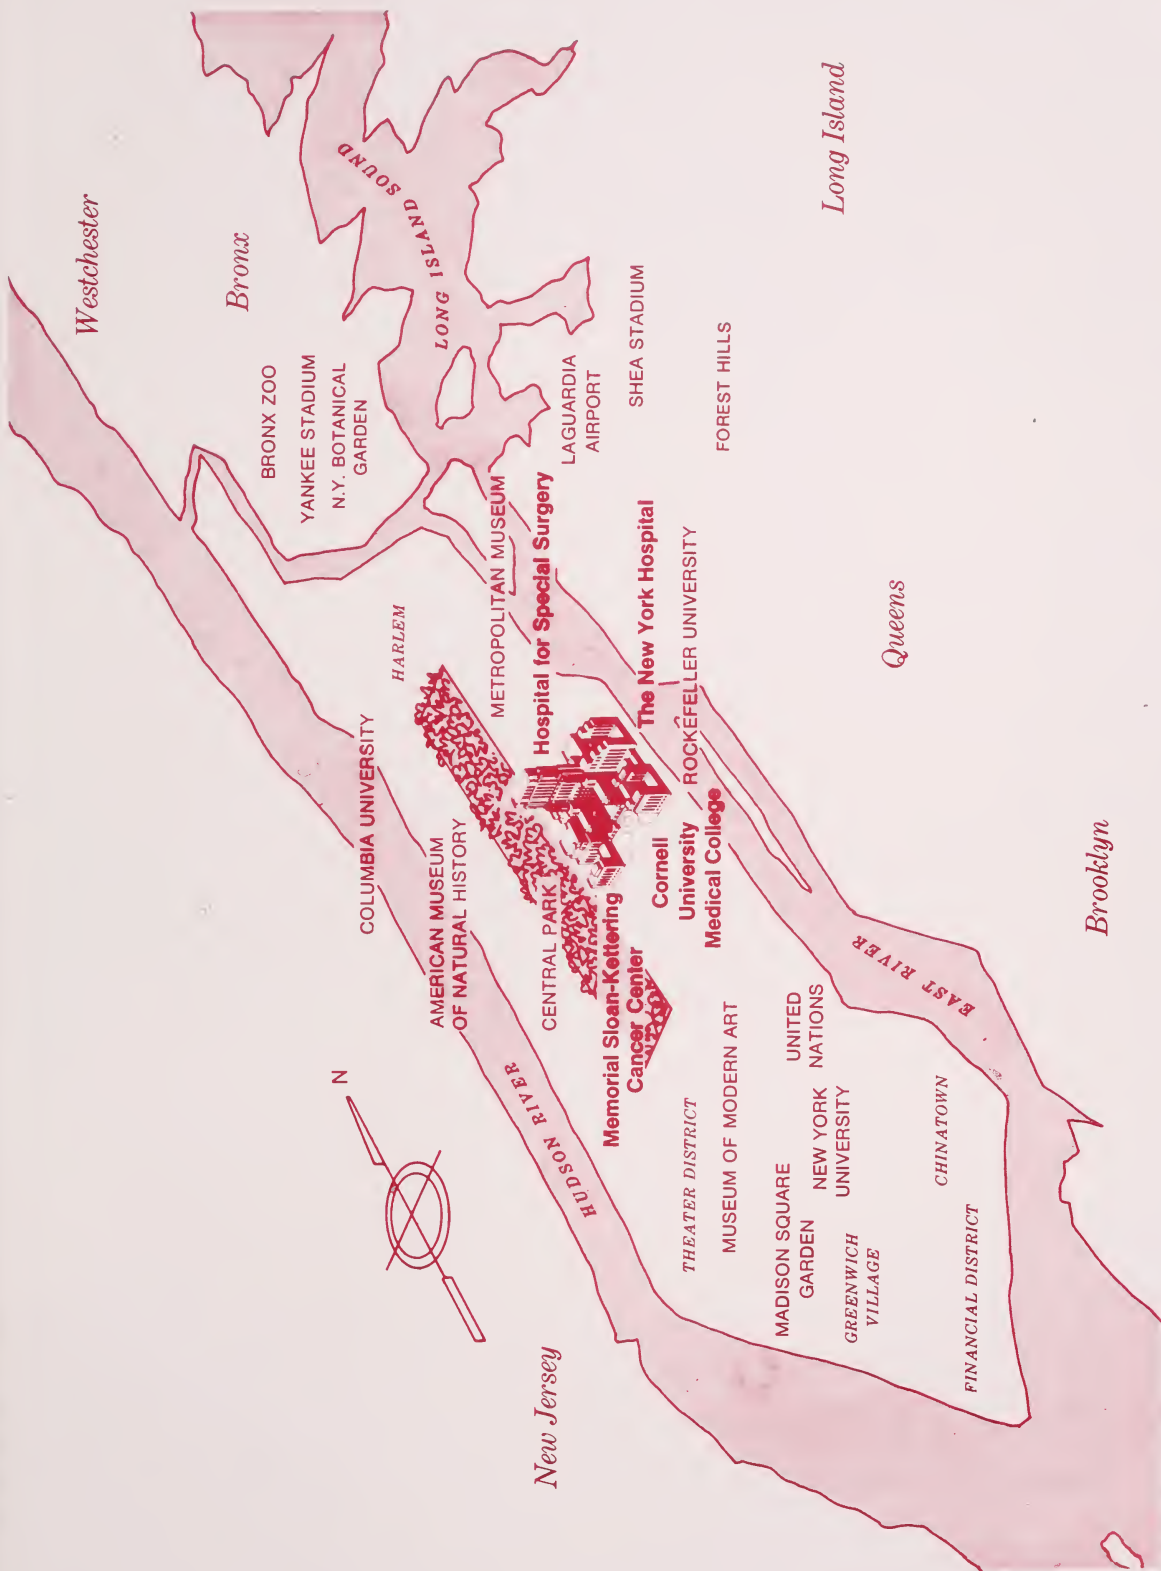 Westchester
Bronx
BRONX ZOO
YANKEE STADIUM
N.Y. BOTANICAL
GARDEN
LONG ISLAND SOUND
Long Island
LAGUARDIA
AIRPORT
SHEA STADIUM
FOREST HILLS
HARLEM
METROPOLITAN MUSEUM
Hospital for Special Surgery
The New York Hospital
ROCKEFELLER UNIVERSITY
Queens
COLUMBIA UNIVERSITY
AMERICAN MUSEUM
OF NATURAL HISTORY
CENTRAL PARK
Cornell
University
Medical College
Memorial Sloan-Kettering
Cancer Center
Brooklyn
EAST RIVER
N
HUDSON RIVER
THEATER DISTRICT
MUSEUM OF MODERN ART
UNITED
NATIONS
MADISON SQUARE
GARDEN
NEW YORK
UNIVERSITY
GREENWICH
VILLAGE
CHINATOWN
FINANCIAL DISTRICT
New Jersey